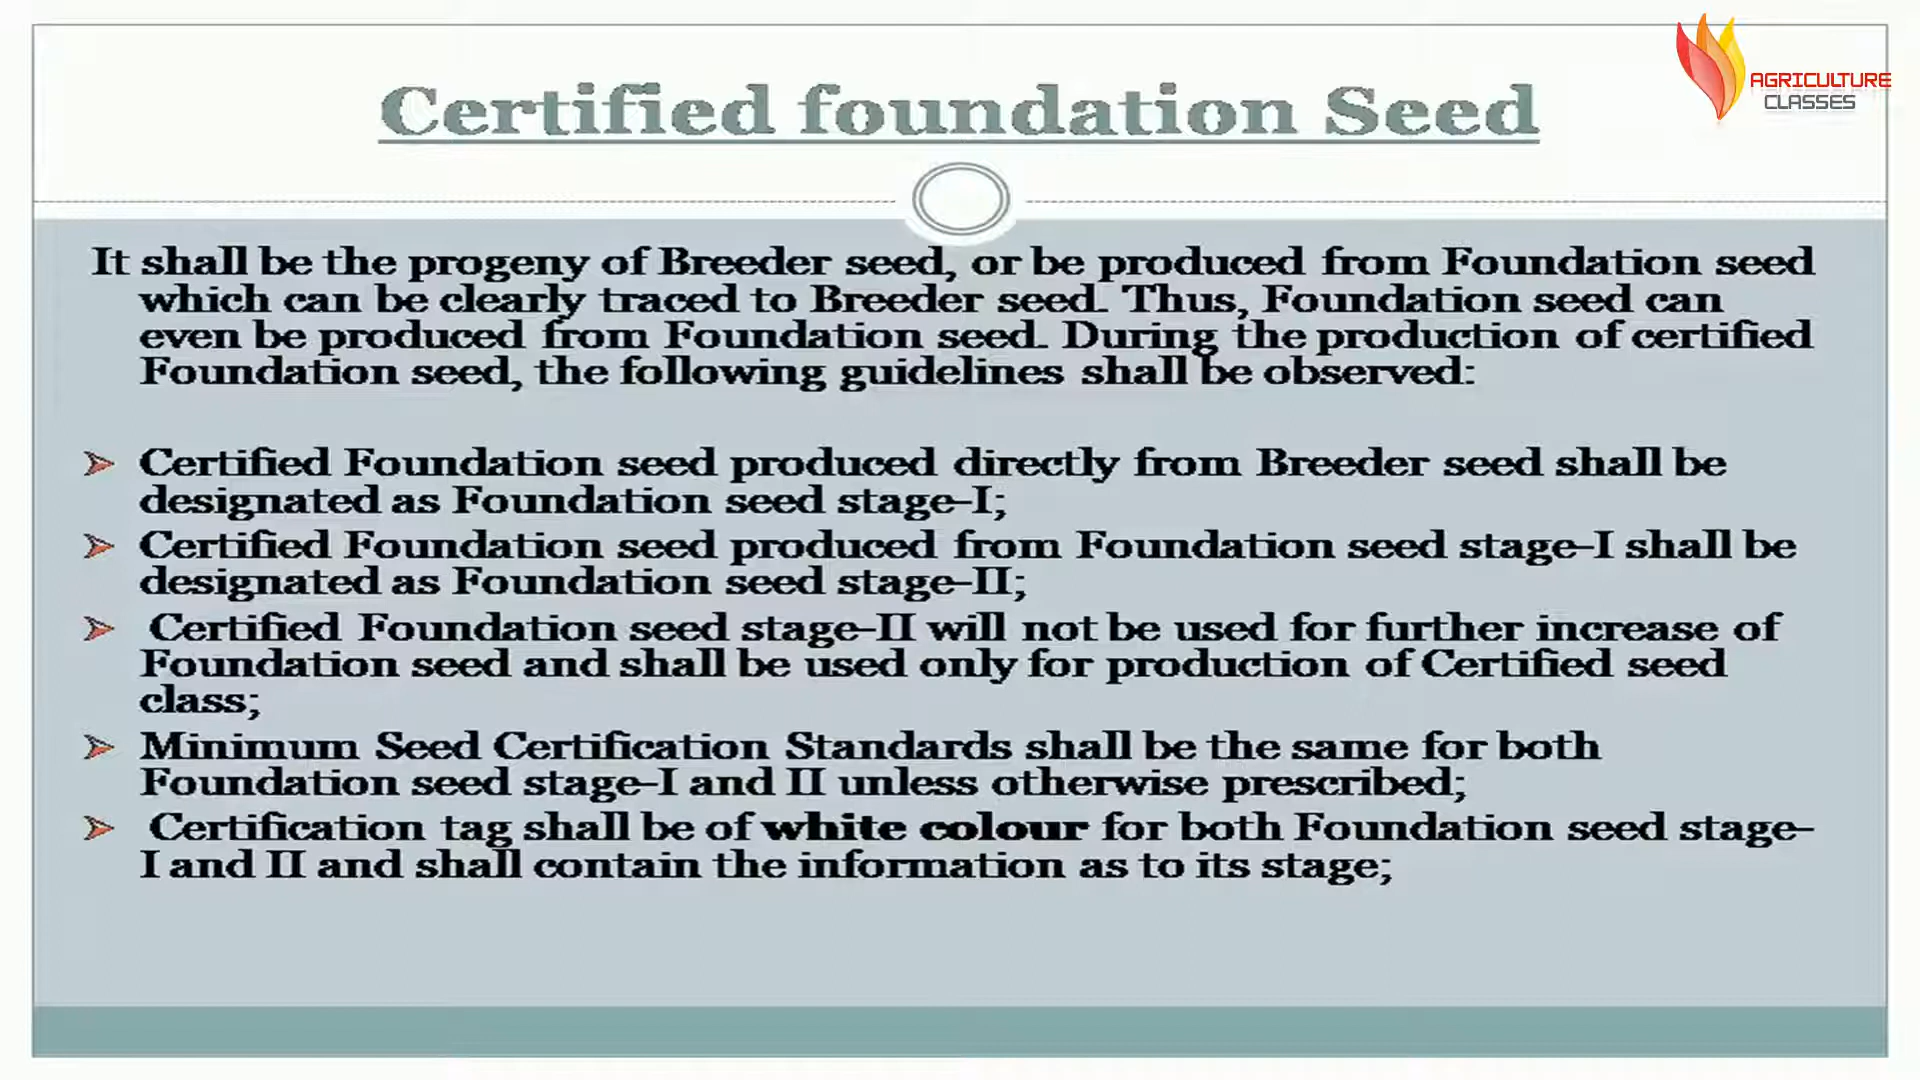 AGRICULTURE
CLASSES
Certified foundation Seed
It shall be the progeny of Breeder seed, or be produced from Foundation seed
which can be clearly traced to Breeder seed. Thus, Foundation seed can
even be produced from Foundation seed. During the production of certified
Foundation seed, the following guidelines shall be observed:
➢ Certified Foundation seed produced directly from Breeder seed shall be
designated as Foundation seed stage-I;
➢ Certified Foundation seed produced from Foundation seed stage-I shall be
designated as Foundation seed stage-II;
➢ Certified Foundation seed stage-II will not be used for further increase of
Foundation seed and shall be used only for production of Certified seed
class;
➢ Minimum Seed Certification Standards shall be the same for both
Foundation seed stage-I and II unless otherwise prescribed;
➢ Certification tag shall be of white colour for both Foundation seed stage-
I and II and shall contain the information as to its stage;